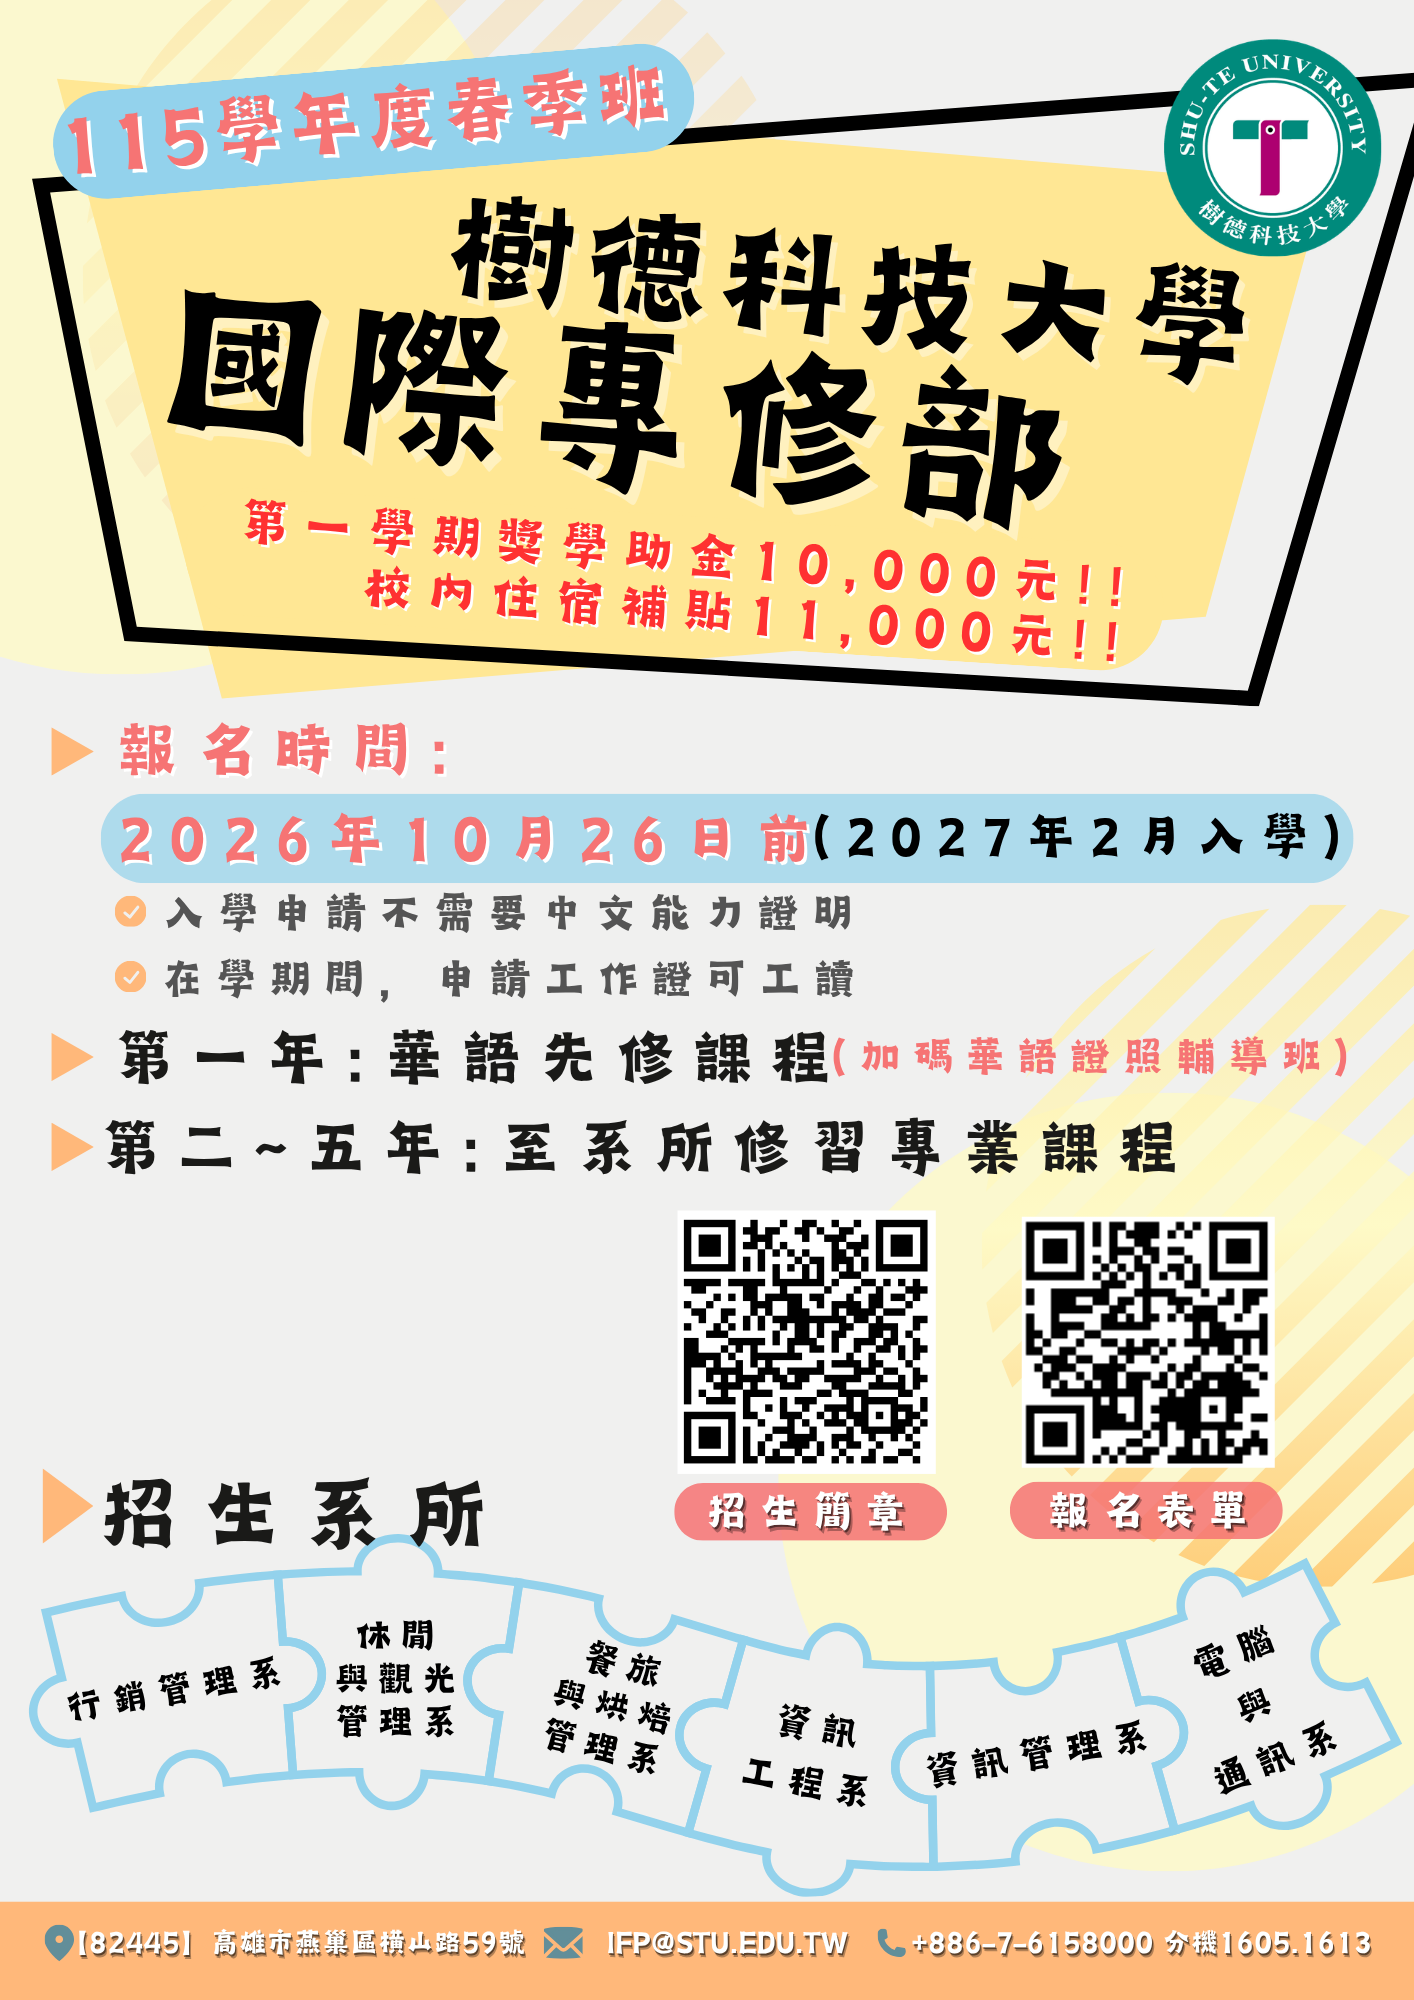 115學年度春季班
SHU-TE UNIVERSITY
樹德科技大學
樹德科技大學
國際專修部
第一學期獎學助金10,000元!!
校內住宿補貼11,000元!!
報名時間:
2026年10月26日前(2027年2月入學)
入學申請不需要中文能力證明
在學期間, 申請工作證可工讀
第一年:華語先修課程(加碼華語證照輔導班)
第二~五年:至系所修習專業課程
招生簡章
報名表單
招生系所
行銷管理系
休閒
與觀光
管理系
餐旅
與烘焙
管理系
資訊
工程系
資訊管理系
電腦
與
通訊系
【82445】 高雄市燕巢區橫山路59號
IFP@STU.EDU.TW
+886-7-6158000 分機1605.1613